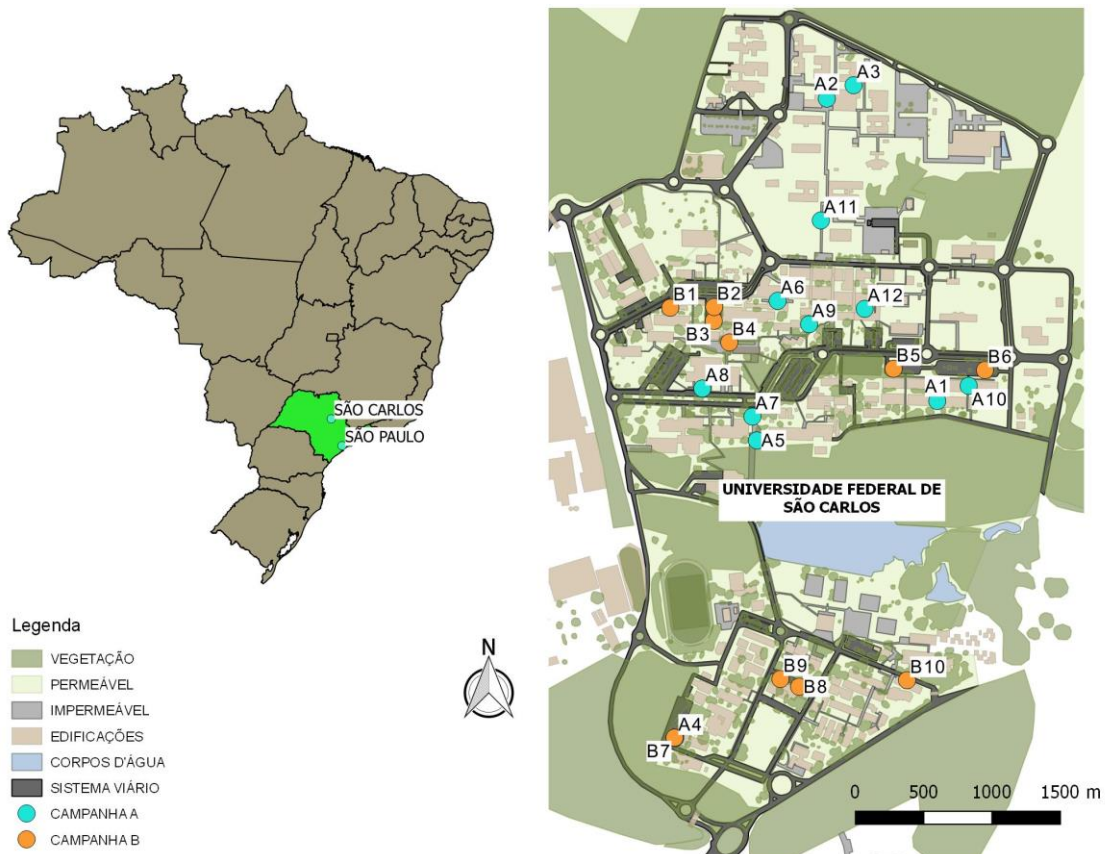 SÃO CARLOS
SÃO PAULO
Legenda
VEGETAÇÃO
PERMEÁVEL
IMPERMEÁVEL
EDIFICAÇÕES
CORPOS D'ÁGUA
SISTEMA VIÁRIO
CAMPANHA A
CAMPANHA B
N
A2 A3
A11
A6 A12
B1 B2
A9
B3 B4
B5 B6
A8
A1 A10
A7
A5
UNIVERSIDADE FEDERAL DE
SÃO CARLOS
B9
B8
B10
A4
B7
0 500 1000 1500 m